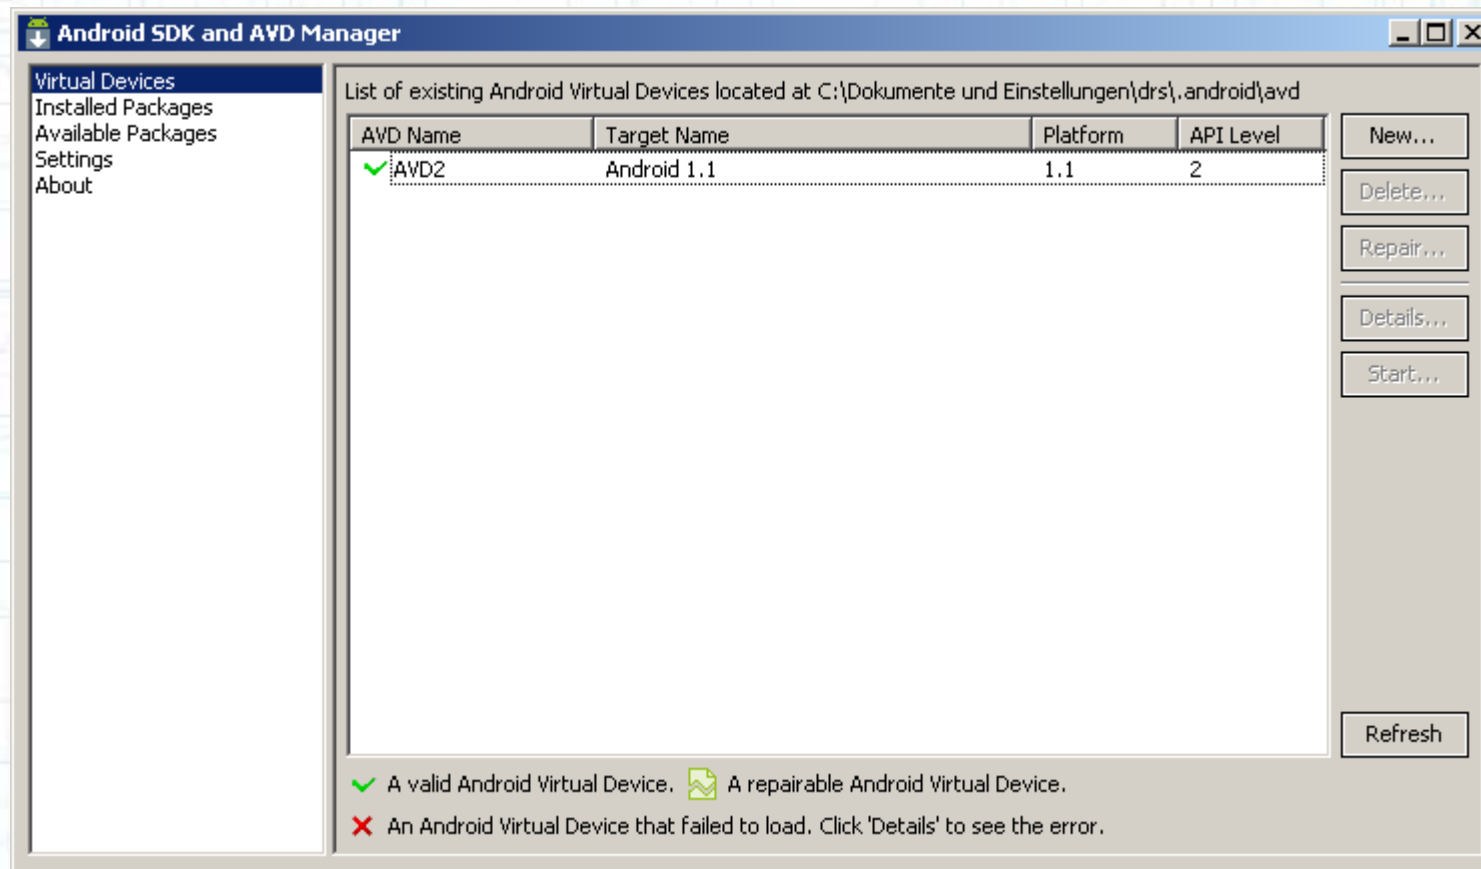 Android SDK and AVD Manager
Virtual Devices
Installed Packages
Available Packages
Settings
About
List of existing Android Virtual Devices located at C:\Dokumente und Einstellungen\drs\.android\avd
AVD Name Target Name Platform API Level
AVD2 Android 1.1 1.1 2
New...
Delete...
Repair...
Details...
Start...
Refresh
A valid Android Virtual Device. A repairable Android Virtual Device.
An Android Virtual Device that failed to load. Click 'Details' to see the error.